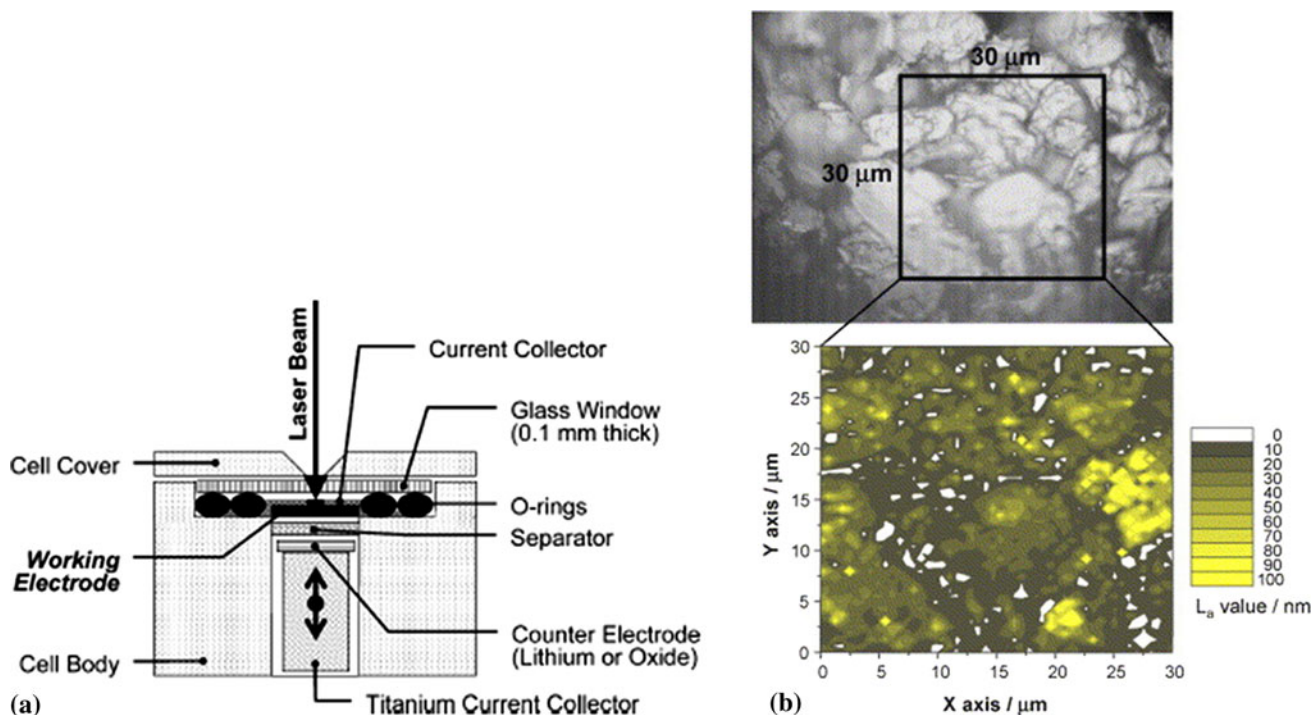 Laser Beam
Current Collector
Glass Window
(0.1 mm thick)
Cell Cover
O-rings
Separator
Working
Electrode
Counter Electrode
(Lithium or Oxide)
Cell Body
Titanium Current Collector
(a)
30 μm
30 μm
30
25
20
15
10
5
0
Y axis / μm
0 5 10 15 20 25 30
X axis / μm
0
10
20
30
40
50
60
70
80
90
100
La value / nm
(b)